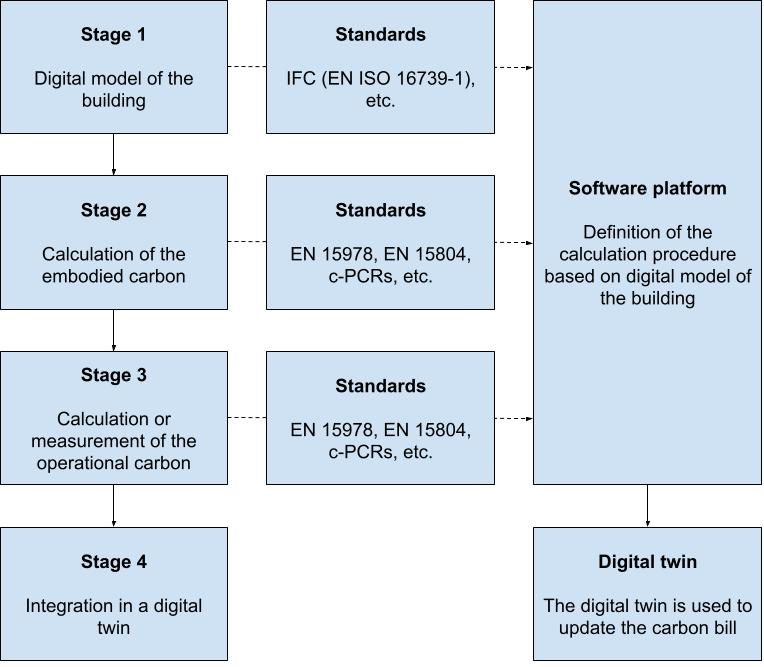 Stage 1
Digital model of the
building
Standards
IFC (EN ISO 16739-1),
etc.
Stage 2
Calculation of the
embodied carbon
Standards
EN 15978, EN 15804,
c-PCRs, etc.
Software platform
Definition of the
calculation procedure
based on digital model of
the building
Stage 3
Calculation or
measurement of the
operational carbon
Standards
EN 15978, EN 15804,
c-PCRs, etc.
Stage 4
Integration in a digital
twin
Digital twin
The digital twin is used to
update the carbon bill